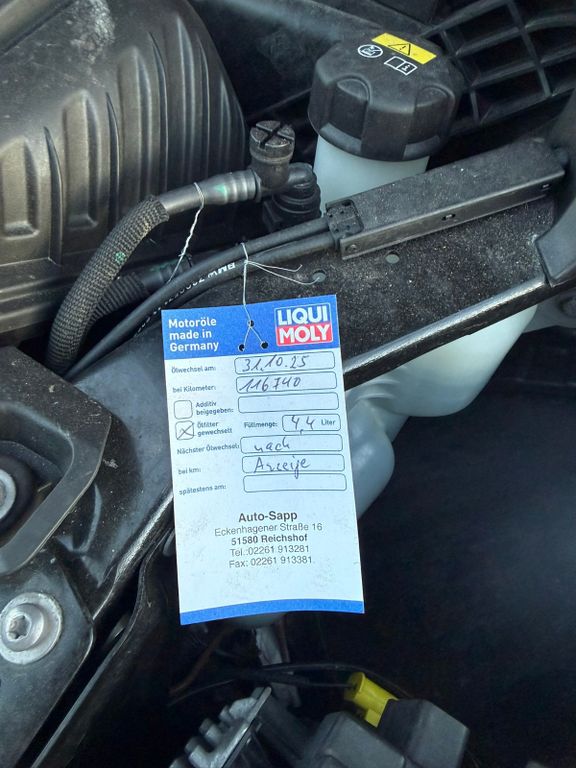 BMW
Motoröle
made in
Germany
LIQUI
MOLY
Ölwechsel am: 31.10.25
bei Kilometer: 116740
Additiv
beigegeben:
Ölfilter
gewechselt
Füllmenge: 4,4 Liter
Nächster Ölwechsel: nach
bei km: Anzeige
spätestens am:
Auto-Sapp
Eckenhagener Straße 16
51580 Reichshof
Tel.:02261 913281
Fax: 02261 913381